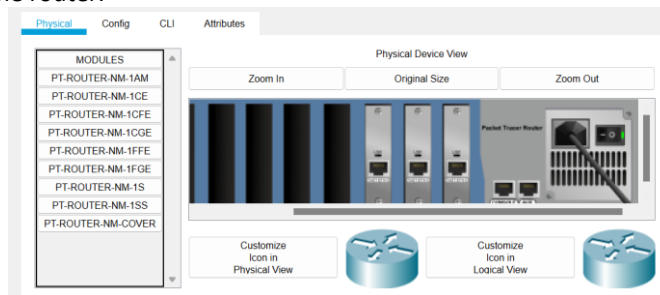 Physical Config CLI Attributes
MODULES
PT-ROUTER-NM-1AM
PT-ROUTER-NM-1CE
PT-ROUTER-NM-1CFE
PT-ROUTER-NM-1CGE
PT-ROUTER-NM-1FFE
PT-ROUTER-NM-1FGE
PT-ROUTER-NM-1S
PT-ROUTER-NM-1SS
PT-ROUTER-NM-COVER
Physical Device View
Zoom In Original Size Zoom Out
Packet Tracer Router
Customize
Icon in
Physical View
Customize
Icon in
Logical View